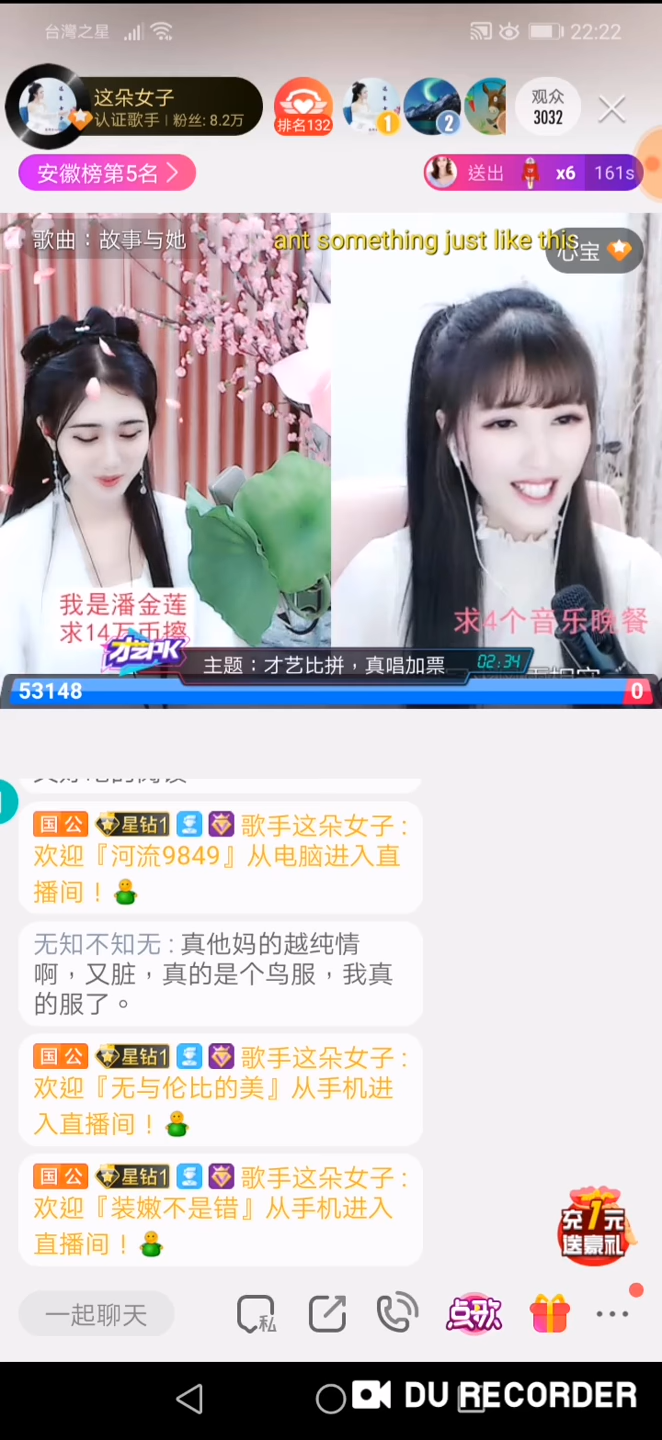 台灣之星
22:22
这朵女子
认证歌手 | 粉丝: 8.2万
排名132
1
2
观众
3032
安徽榜第5名
送出 x6 161s
歌曲：故事与她
ant something just like this
心宝
我是潘金莲
求14万币擦
求4个音乐晚餐
才艺PK
主题：才艺比拼，真唱加票
02:34
53148
0
国 公 星钻1 歌手这朵女子 :
欢迎『河流9849』从电脑进入直
播间！
无知不知无 : 真他妈的越纯情
啊，又脏，真的是个鸟服，我真
的服了。
国 公 星钻1 歌手这朵女子 :
欢迎『无与伦比的美』从手机进
入直播间！
国 公 星钻1 歌手这朵女子 :
欢迎『装嫩不是错』从手机进入
直播间！
充1元
送豪礼
一起聊天
私
点歌
DU RECORDER